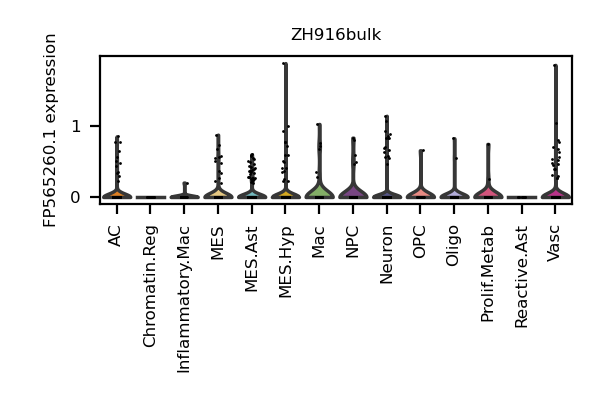 ZH916bulk
FP565260.1 expression
1
0
AC
Chromatin.Reg
Inflammatory.Mac
MES
MES.Ast
MES.Hyp
Mac
NPC
Neuron
OPC
Oligo
Prolif.Metab
Reactive.Ast
Vasc